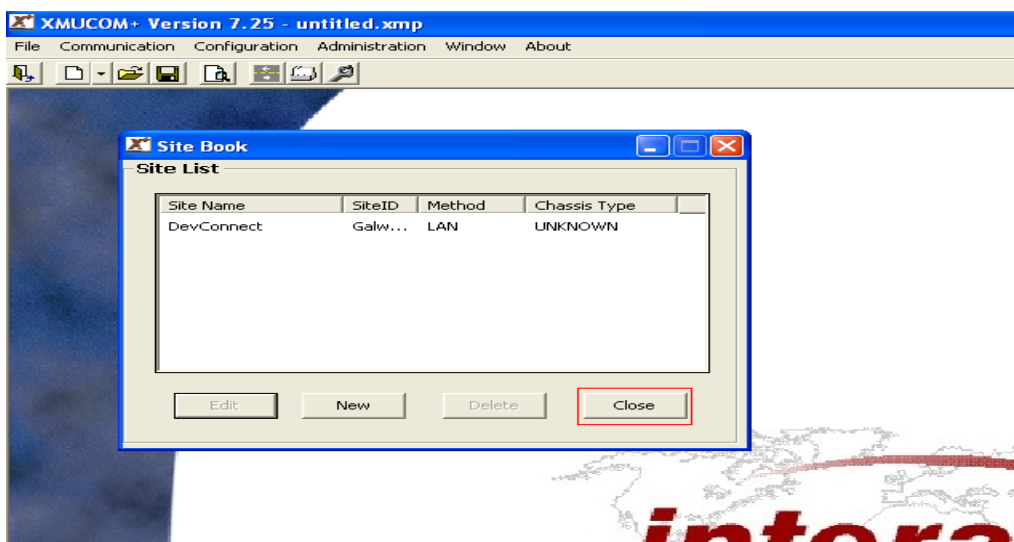 XMUCOM+ Version 7.25 - untitled.xmp
File Communication Configuration Administration Window About
Site Book
Site List
Site Name SiteID Method Chassis Type
DevConnect Galw... LAN UNKNOWN
Edit New Delete Close